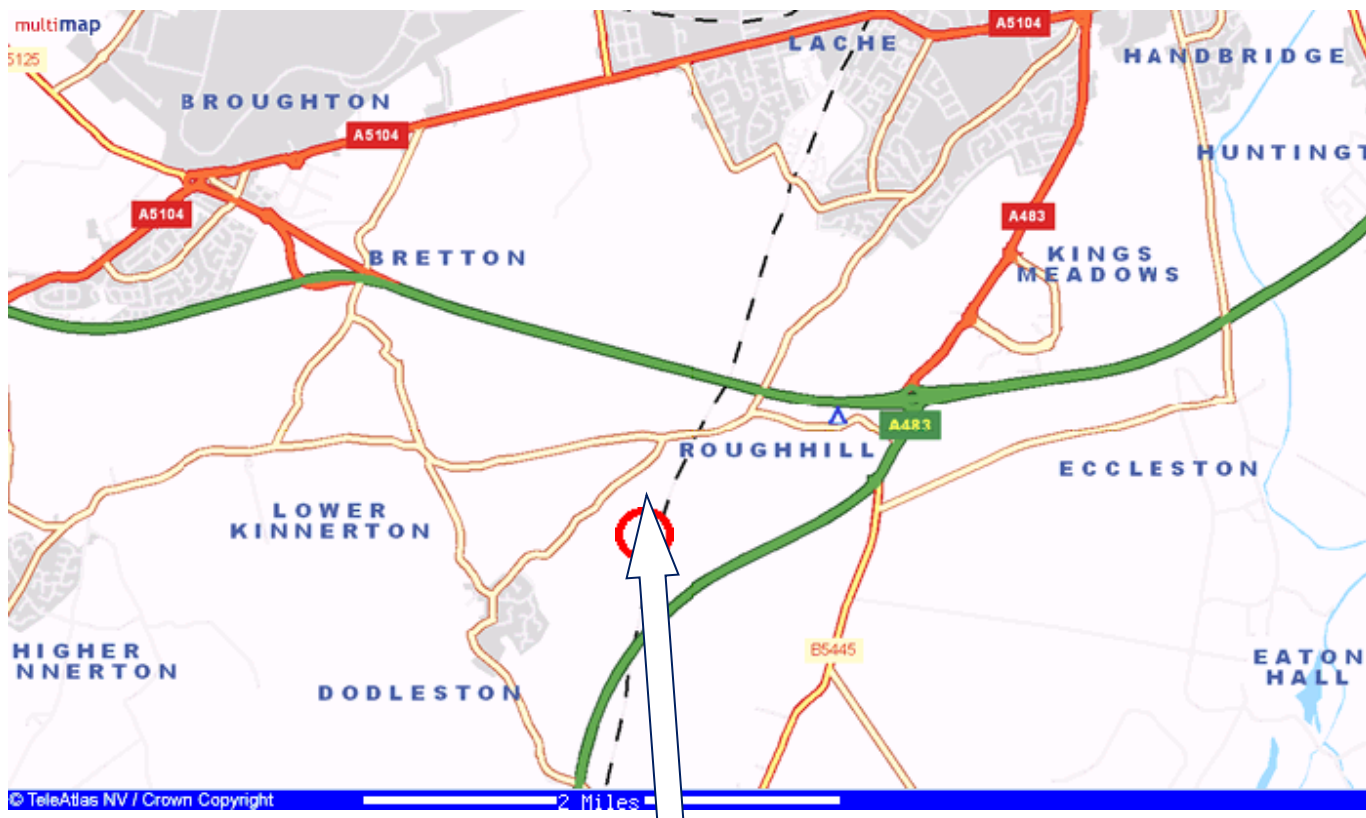 multimap
A5104
LACHE
HANDBRIDGE
5125
BROUGHTON
A5104
HUNTINGT
A5104
A483
BRETTON
KINGS
MEADOWS
A483
ROUGHHILL
ECCLESTON
LOWER
KINNERTON
HIGHER
NNERTON
B5445
EATON
HALL
DODLESTON
© TeleAtlas NV / Crown Copyright
2 Miles